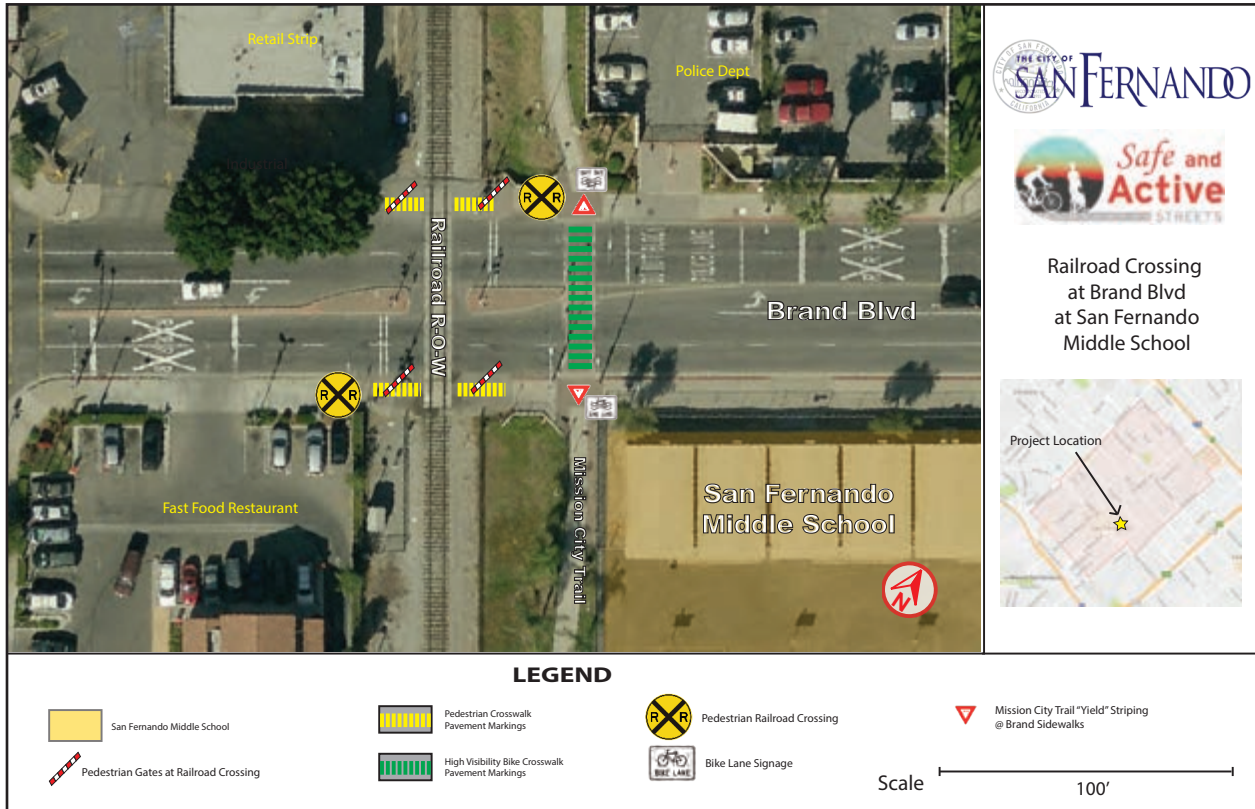 Retail Strip
Police Dept
Industrial
R R
Railroad R-O-W
Brand Blvd
R R
Fast Food Restaurant
Mission City Trail
San Fernando
Middle School
N
THE CITY OF
SAN FERNANDO
CALIFORNIA
Safe and
Active
STREETS
Railroad Crossing
at Brand Blvd
at San Fernando
Middle School
Project Location
LEGEND
San Fernando Middle School
Pedestrian Gates at Railroad Crossing
Pedestrian Crosswalk
Pavement Markings
High Visibility Bike Crosswalk
Pavement Markings
R R
Pedestrian Railroad Crossing
BIKE LANE
Bike Lane Signage
Mission City Trail "Yield" Striping
@ Brand Sidewalks
Scale
100'